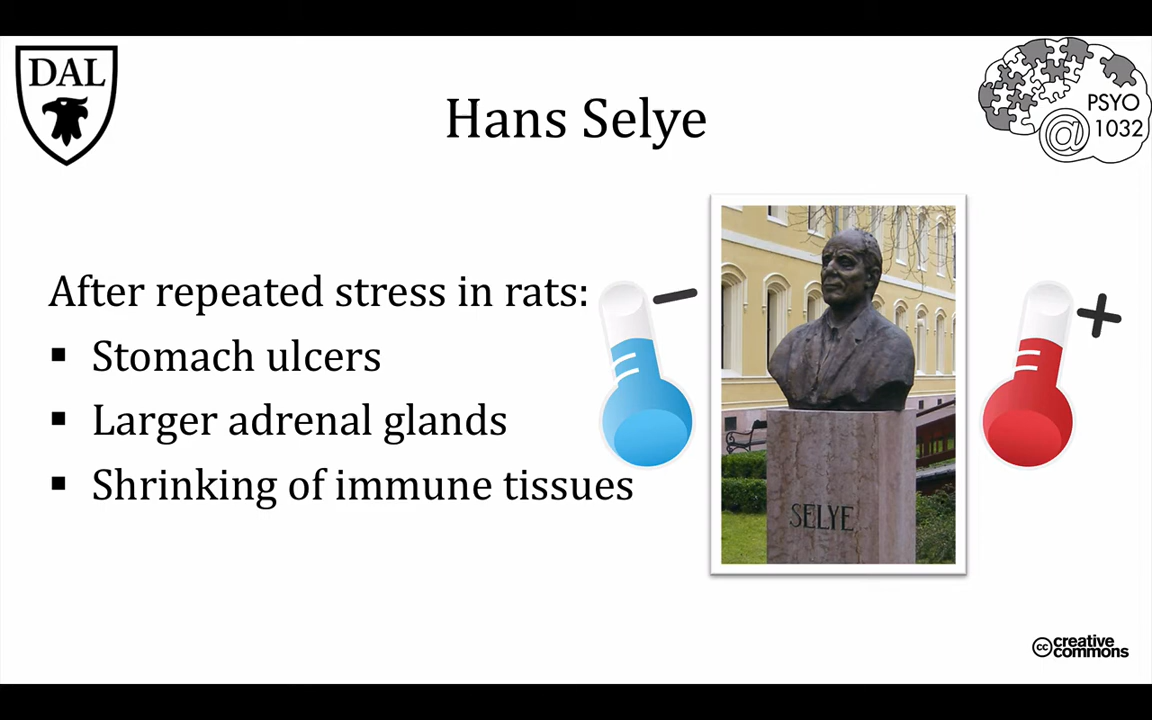 DAL
Hans Selye
PSYO
@ 1032
After repeated stress in rats:
▪ Stomach ulcers
▪ Larger adrenal glands
▪ Shrinking of immune tissues
− +
SELYE
cc creative
commons